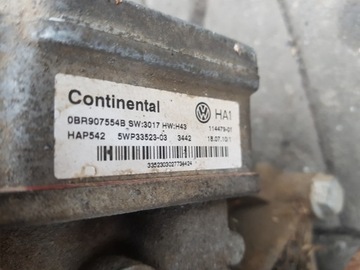 Continental
HA1
0BR907554B SW:3017 HW:H43
114479-01
HAP542 5WP33523-03 3442
H